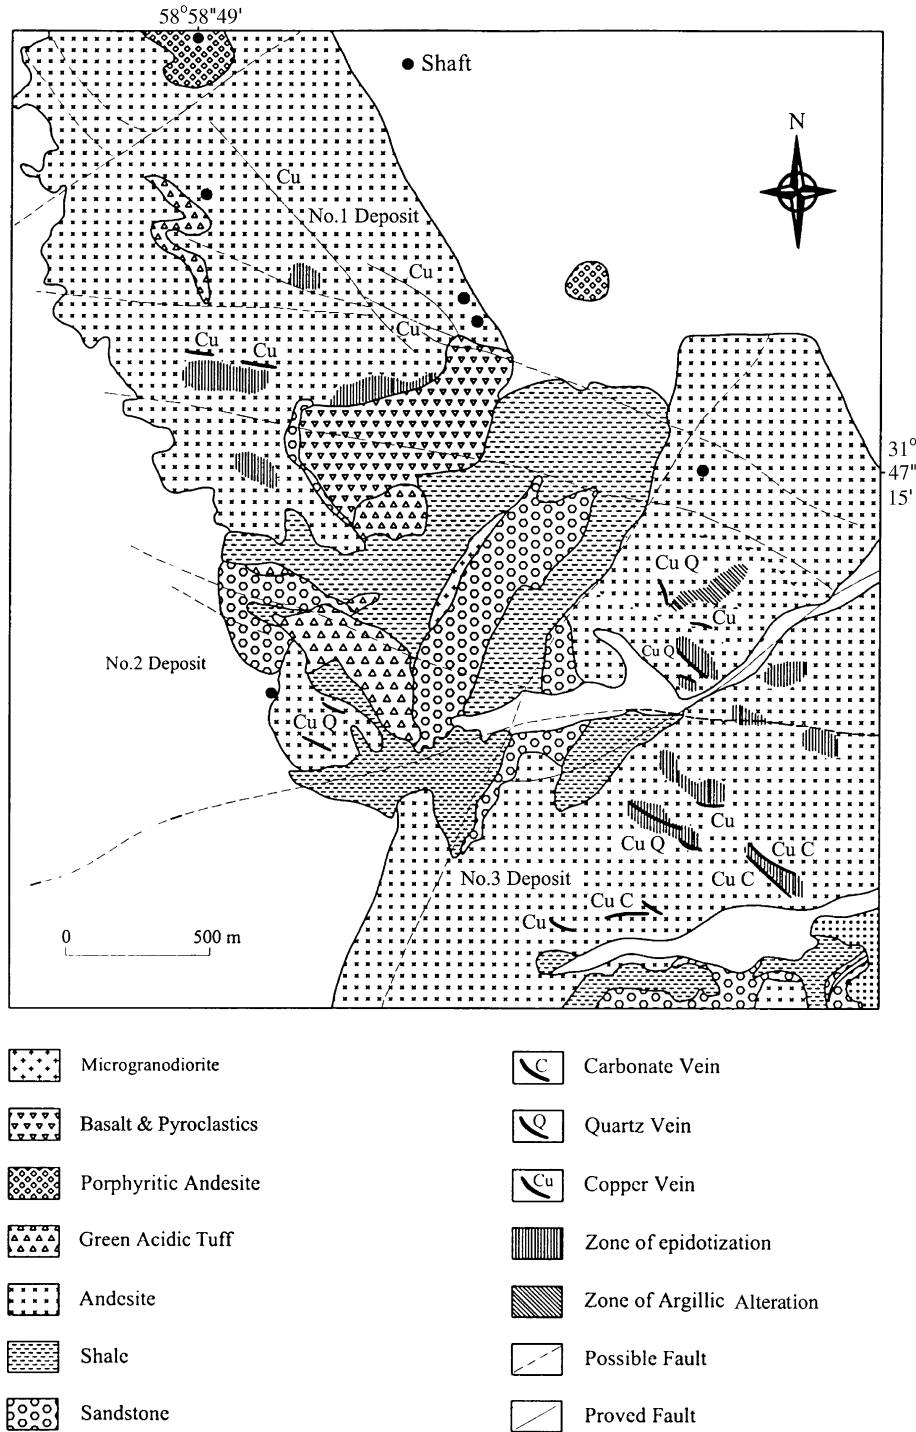 58°58"49'
Shaft
N
Cu
No.1 Deposit
Cu
Cu
Cu
Cu
31°
47"
15'
Cu Q
Cu
Cu Q
No.2 Deposit
Cu Q
Cu
Cu Q
Cu C
Cu C
No.3 Deposit
Cu C
Cu
0 500 m
Microgranodiorite
Basalt & Pyroclastics
Porphyritic Andesite
Green Acidic Tuff
Andesite
Shale
Sandstone
C Carbonate Vein
Q Quartz Vein
Cu Copper Vein
Zone of epidotization
Zone of Argillic Alteration
Possible Fault
Proved Fault